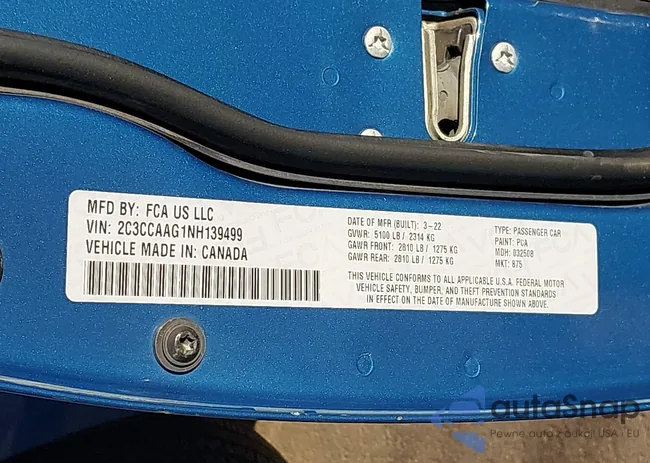 MFD BY: FCA US LLC
VIN: 2C3CCAAG1NH139499
VEHICLE MADE IN: CANADA
DATE OF MFR (BUILT): 3-22
GVWR: 5100 LB / 2314 KG
GAWR FRONT: 2810 LB / 1275 KG
GAWR REAR: 2810 LB / 1275 KG
TYPE: PASSENGER CAR
PAINT: PCA
MDH: 032508
MKT: 675
THIS VEHICLE CONFORMS TO ALL APPLICABLE U.S.A. FEDERAL MOTOR
VEHICLE SAFETY, BUMPER, AND THEFT PREVENTION STANDARDS
IN EFFECT ON THE DATE OF MANUFACTURE SHOWN ABOVE.
autoSnap
Pewne auta z aukcji USA i EU